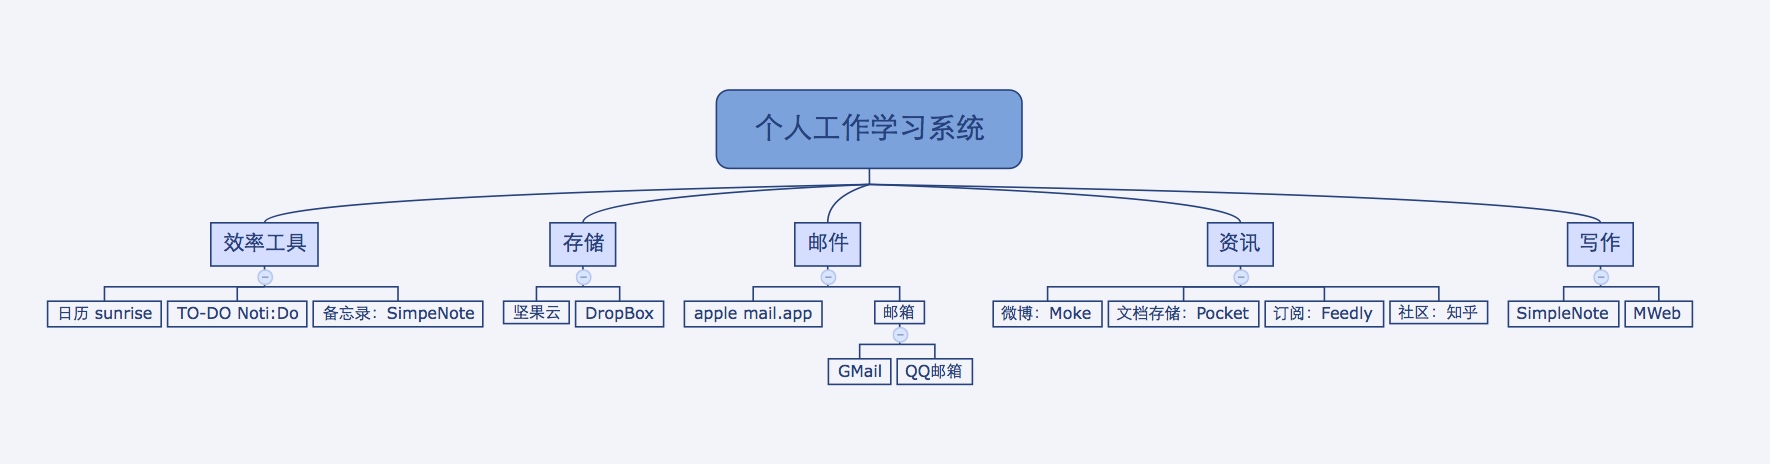 个人工作学习系统
效率工具
存储
邮件
资讯
写作
日历 sunrise
TO-DO Noti:Do
备忘录：SimpeNote
坚果云
DropBox
apple mail.app
邮箱
微博：Moke
文档存储：Pocket
订阅：Feedly
社区：知乎
SimpleNote
MWeb
GMail
QQ邮箱